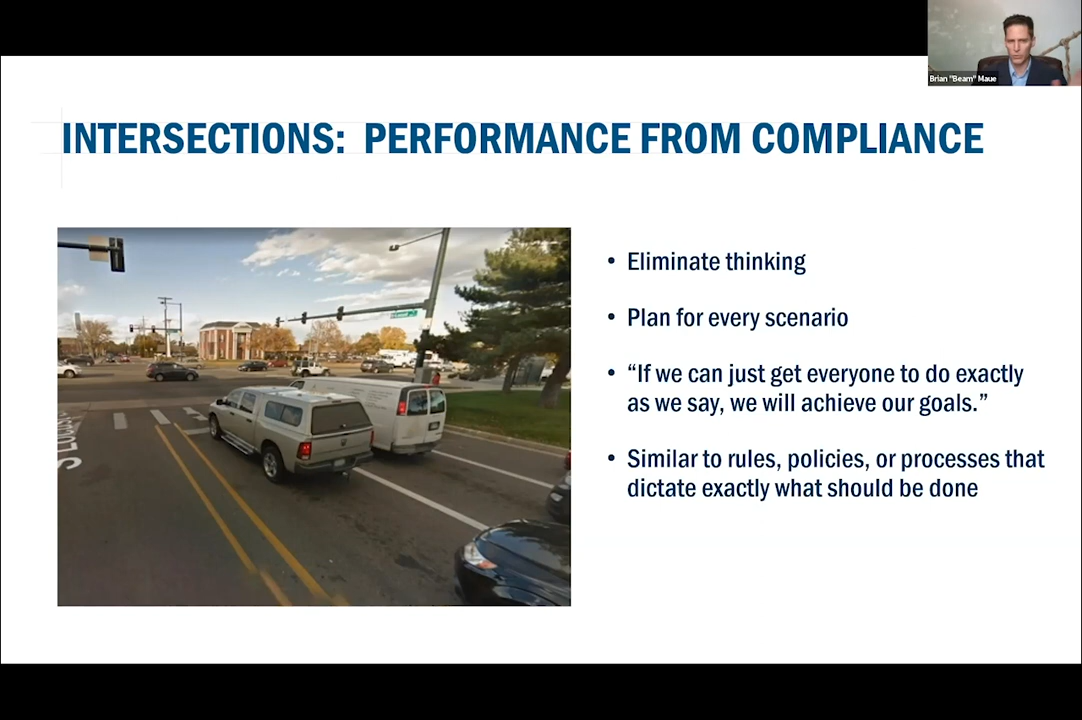 Brian "Beam" Maue
INTERSECTIONS: PERFORMANCE FROM COMPLIANCE
• Eliminate thinking
• Plan for every scenario
• “If we can just get everyone to do exactly
as we say, we will achieve our goals.”
• Similar to rules, policies, or processes that
dictate exactly what should be done